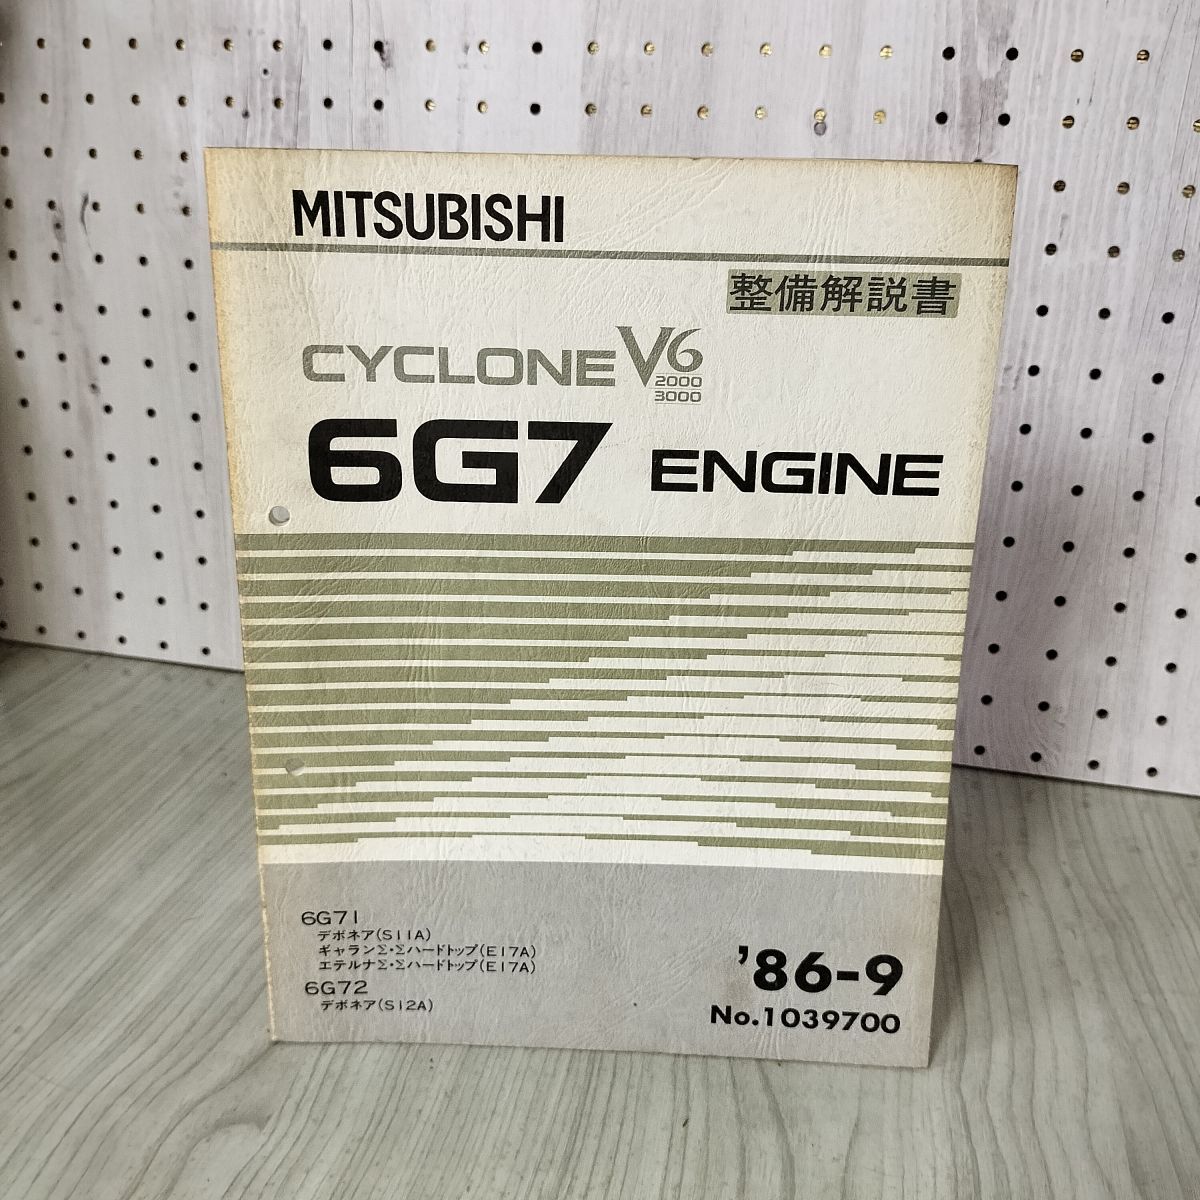 MITSUBISHI
整備解説書
CYCLONE V6
2000
3000
6G7 ENGINE
6G71
デボネア(S11A)
ギャランΣ・Σハードトップ(E17A)
エテルナΣ・Σハードトップ(E17A)
6G72
デボネア(S12A)
'86-9
No.1039700